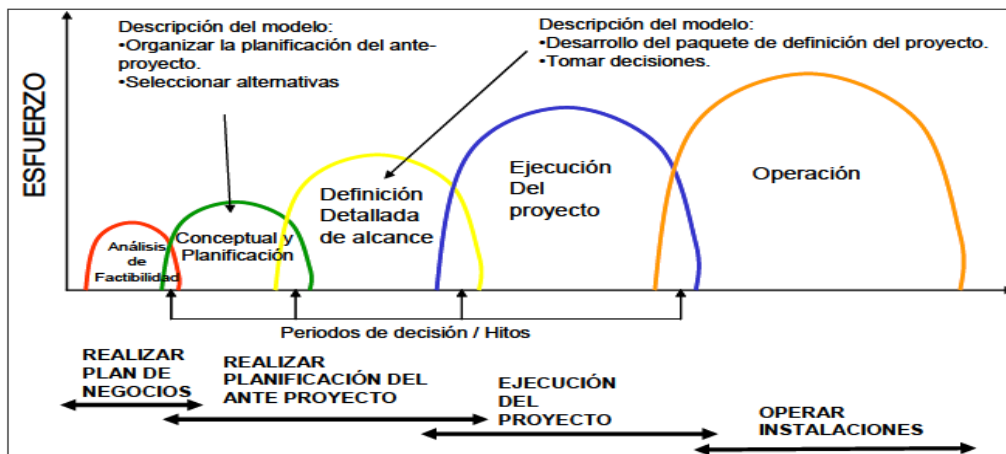 Descripción del modelo:
•Organizar la planificación del ante-
proyecto.
•Seleccionar alternativas
Descripción del modelo:
•Desarrollo del paquete de definición del proyecto.
•Tomar decisiones.
ESFUERZO
Análisis
de
Factibilidad
Conceptual y
Planificación
Definición
Detallada
de alcance
Ejecución
Del
proyecto
Operación
Periodos de decisión / Hitos
REALIZAR
PLAN DE
NEGOCIOS
REALIZAR
PLANIFICACIÓN DEL
ANTE PROYECTO
EJECUCIÓN
DEL
PROYECTO
OPERAR
INSTALACIONES